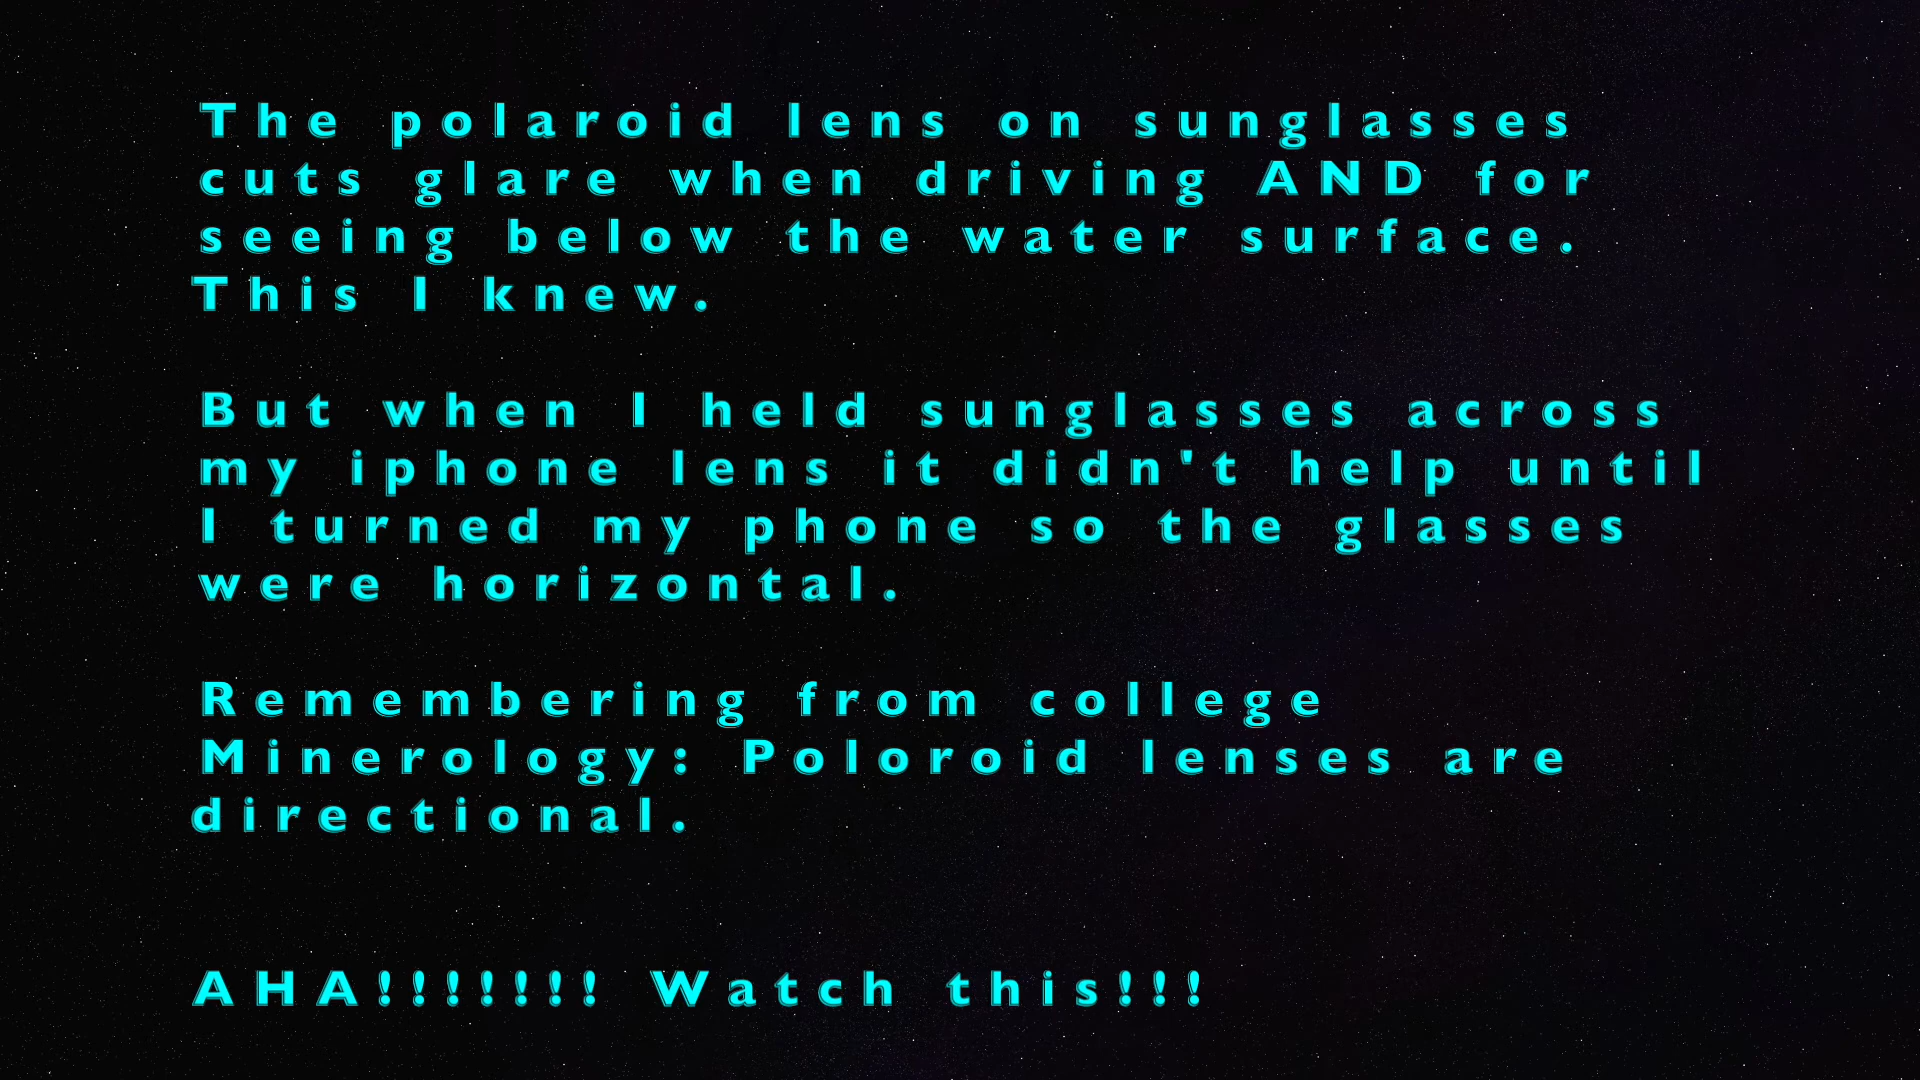 The polaroid lens on sunglasses
cuts glare when driving AND for
seeing below the water surface.
This I knew.
But when I held sunglasses across
my iphone lens it didn't help until
I turned my phone so the glasses
were horizontal.
Remembering from college
Minerology: Poloroid lenses are
directional.
AHA!!!!!!! Watch this!!!